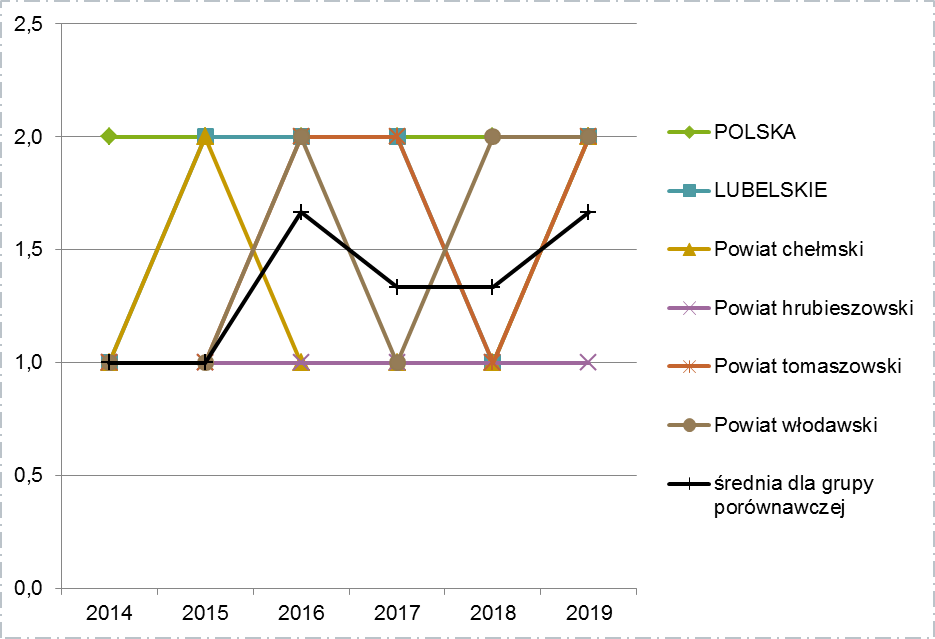 2,5
2,0
1,5
1,0
0,5
0,0
2014 2015 2016 2017 2018 2019
POLSKA
LUBELSKIE
Powiat chełmski
Powiat hrubieszowski
Powiat tomaszowski
Powiat włodawski
średnia dla grupy
porównawczej